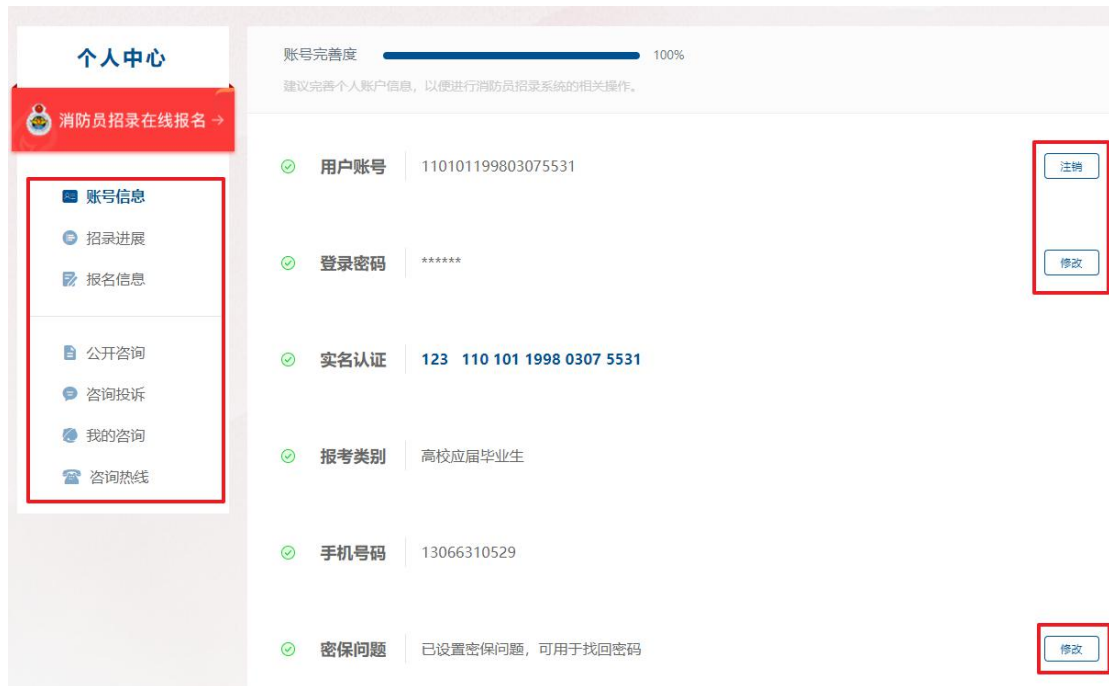 个人中心
消防员招录在线报名→
账号信息
招录进展
报名信息
公开咨询
咨询投诉
我的咨询
咨询热线
账号完善度 100%
建议完善个人账户信息，以便进行消防员招录系统的相关操作。
用户账号 110101199803075531 注销
登录密码 ****** 修改
实名认证 123 110 101 1998 0307 5531
报考类别 高校应届毕业生
手机号码 13066310529
密保问题 已设置密保问题，可用于找回密码 修改